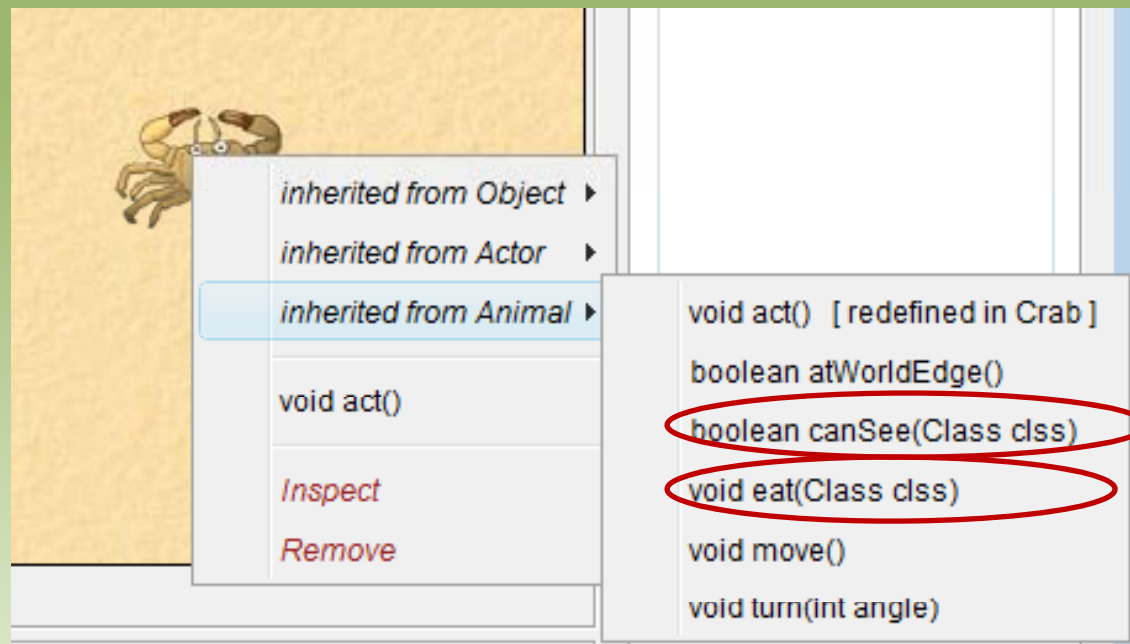 inherited from Object
inherited from Actor
inherited from Animal
void act()
Inspect
Remove
void act() [ redefined in Crab ]
boolean atWorldEdge()
boolean canSee(Class clss)
void eat(Class clss)
void move()
void turn(int angle)